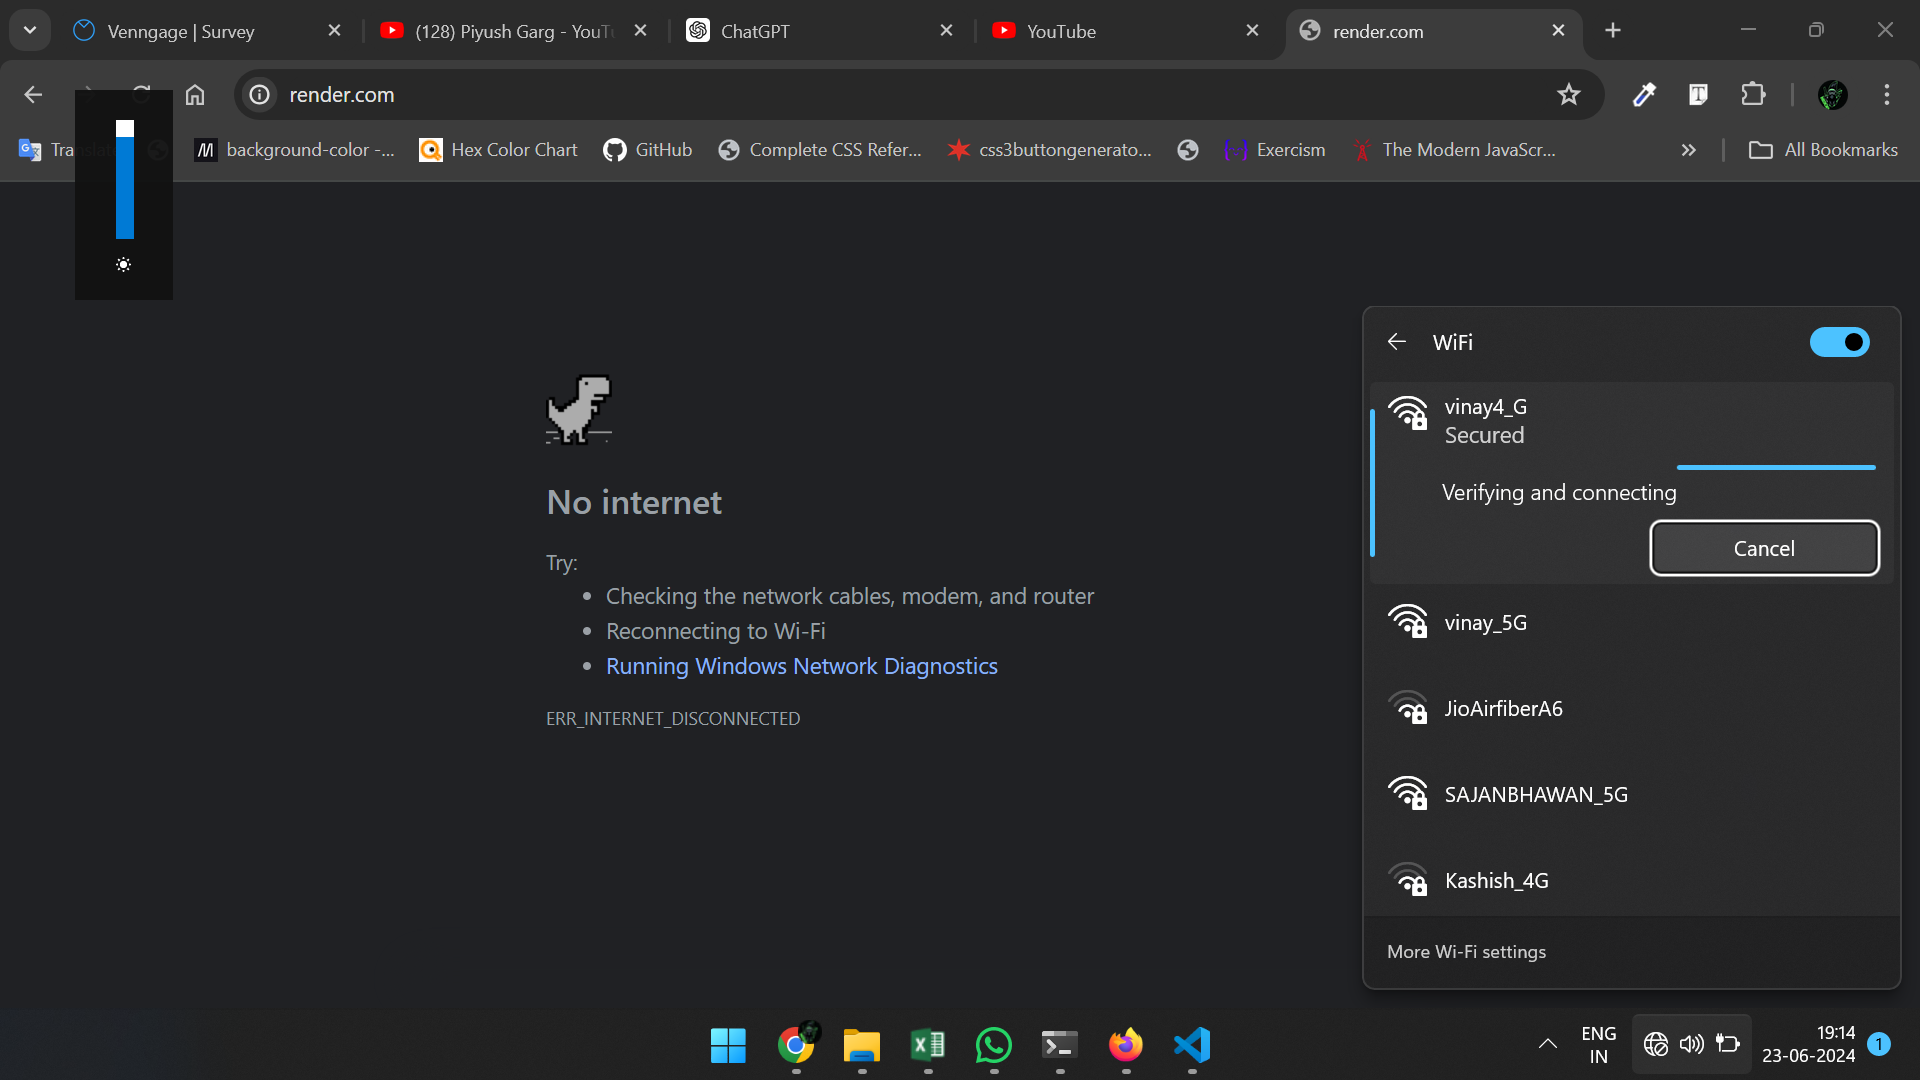 Venngage | Survey
(128) Piyush Garg - YouTu
ChatGPT
YouTube
render.com
render.com
Translate
background-color -...
Hex Color Chart
GitHub
Complete CSS Refer...
css3buttongenerato...
Exercism
The Modern JavaScr...
All Bookmarks
No internet
Try:
• Checking the network cables, modem, and router
• Reconnecting to Wi-Fi
• Running Windows Network Diagnostics
ERR_INTERNET_DISCONNECTED
WiFi
vinay4_G
Secured
Verifying and connecting
Cancel
vinay_5G
JioAirfiberA6
SAJANBHAWAN_5G
Kashish_4G
More Wi-Fi settings
ENG
IN
19:14
23-06-2024
1